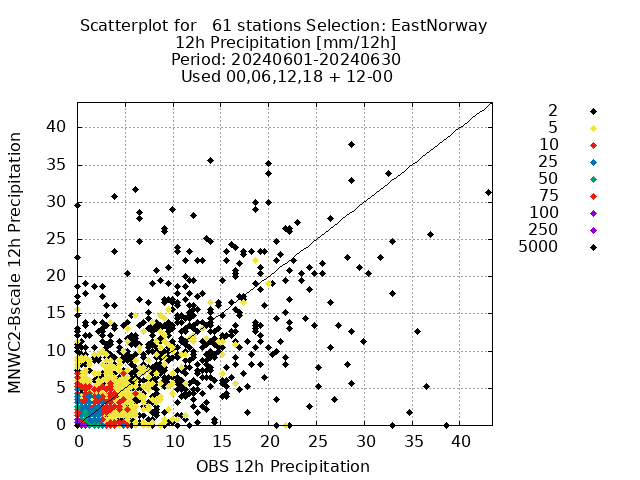 Scatterplot for   61 stations Selection: EastNorway
12h Precipitation [mm/12h]
Period: 20240601-20240630
Used 00,06,12,18 + 12-00
MNWC2-Bscale 12h Precipitation
40
35
30
25
20
15
10
5
0
0 5 10 15 20 25 30 35 40
OBS 12h Precipitation
2
5
10
25
50
75
100
250
5000